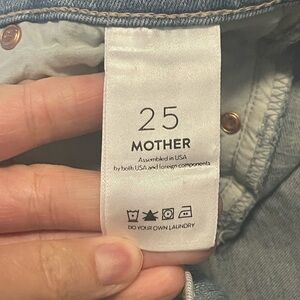 25
MOTHER
Assembled in USA
by both USA and foreign components
DO YOUR OWN LAUNDRY